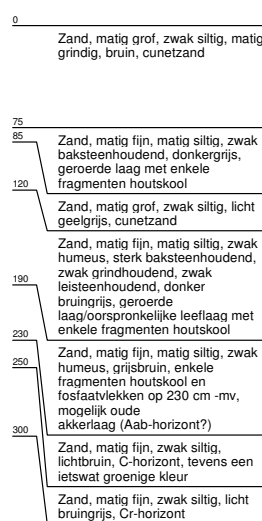 0
Zand, matig grof, zwak siltig, matig
grindig, bruin, cunetzand
75
85
Zand, matig fijn, matig siltig, zwak
baksteenhoudend, donkergrijs,
geroerde laag met enkele
fragmenten houtskool
120
Zand, matig grof, zwak siltig, licht
geelgrijs, cunetzand
Zand, matig fijn, matig siltig, zwak
humeus, sterk baksteenhoudend,
zwak grindhoudend, zwak
leisteenhoudend, donker
bruingrijs, geroerde
laag/oorspronkelijke leeflaag met
enkele fragmenten houtskool
190
230
Zand, matig fijn, matig siltig, zwak
humeus, grijsbruin, enkele
fragmenten houtskool en
fosfaatvlekken op 230 cm -mv,
mogelijk oude
akkerlaag (Aab-horizont?)
250
Zand, matig fijn, zwak siltig,
lichtbruin, C-horizont, tevens een
ietswat groenige kleur
300
Zand, matig fijn, zwak siltig, licht
bruingrijs, Cr-horizont